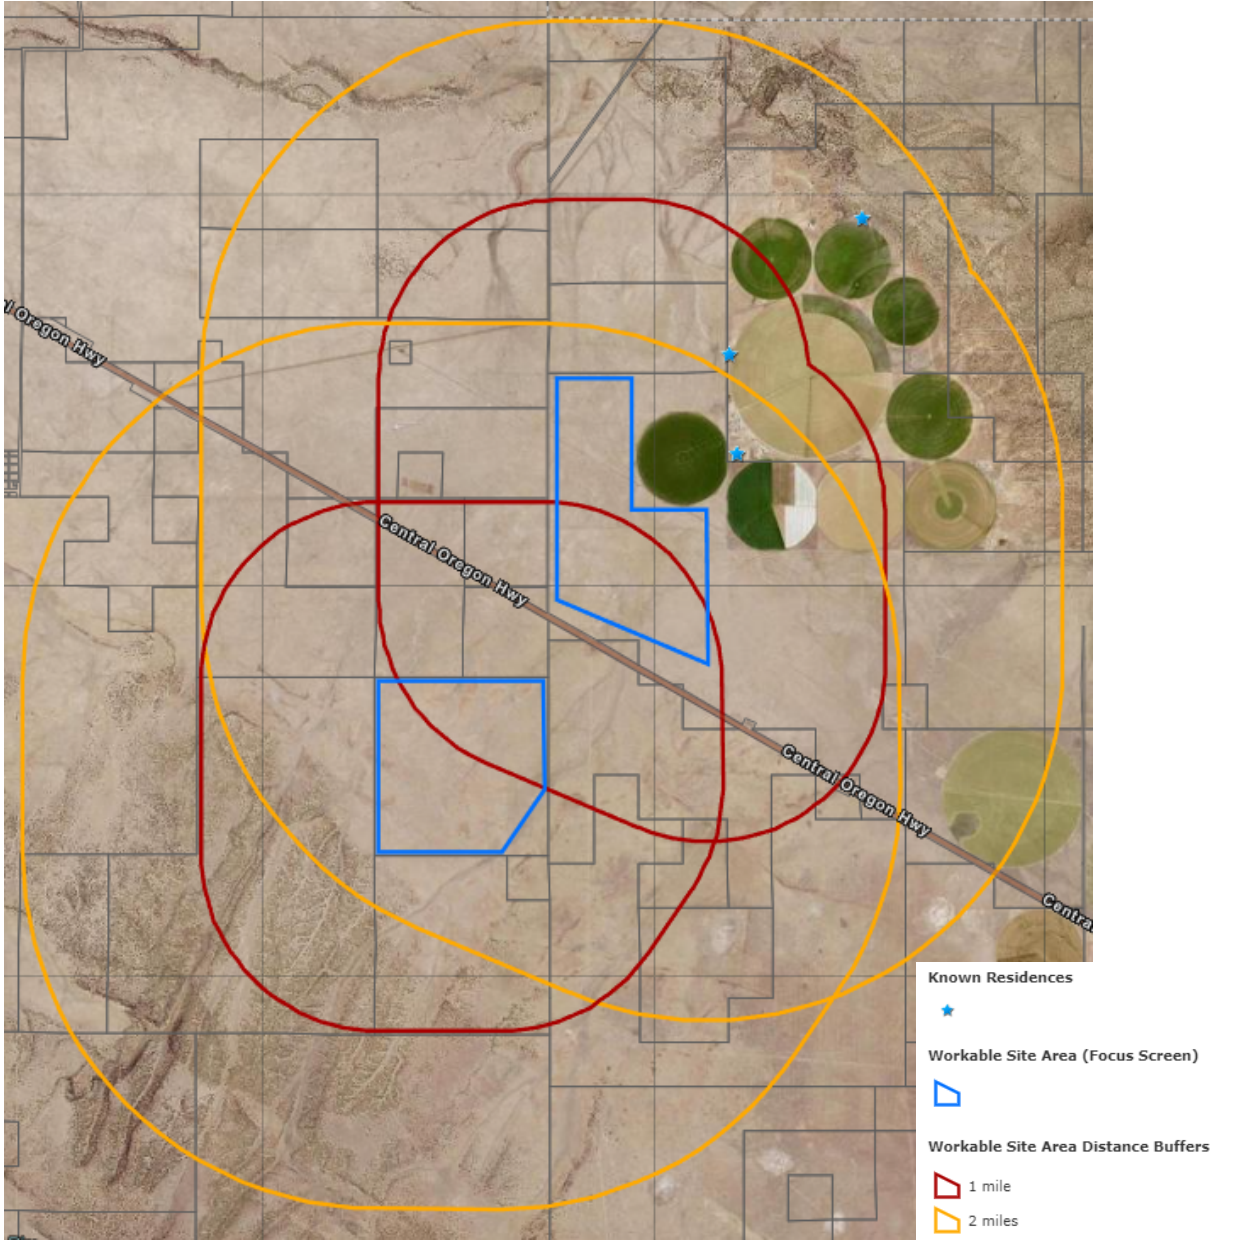 al Oregon Hwy
Central Oregon Hwy
Central Oregon Hwy
Centra
Known Residences
Workable Site Area (Focus Screen)
Workable Site Area Distance Buffers
1 mile
2 miles